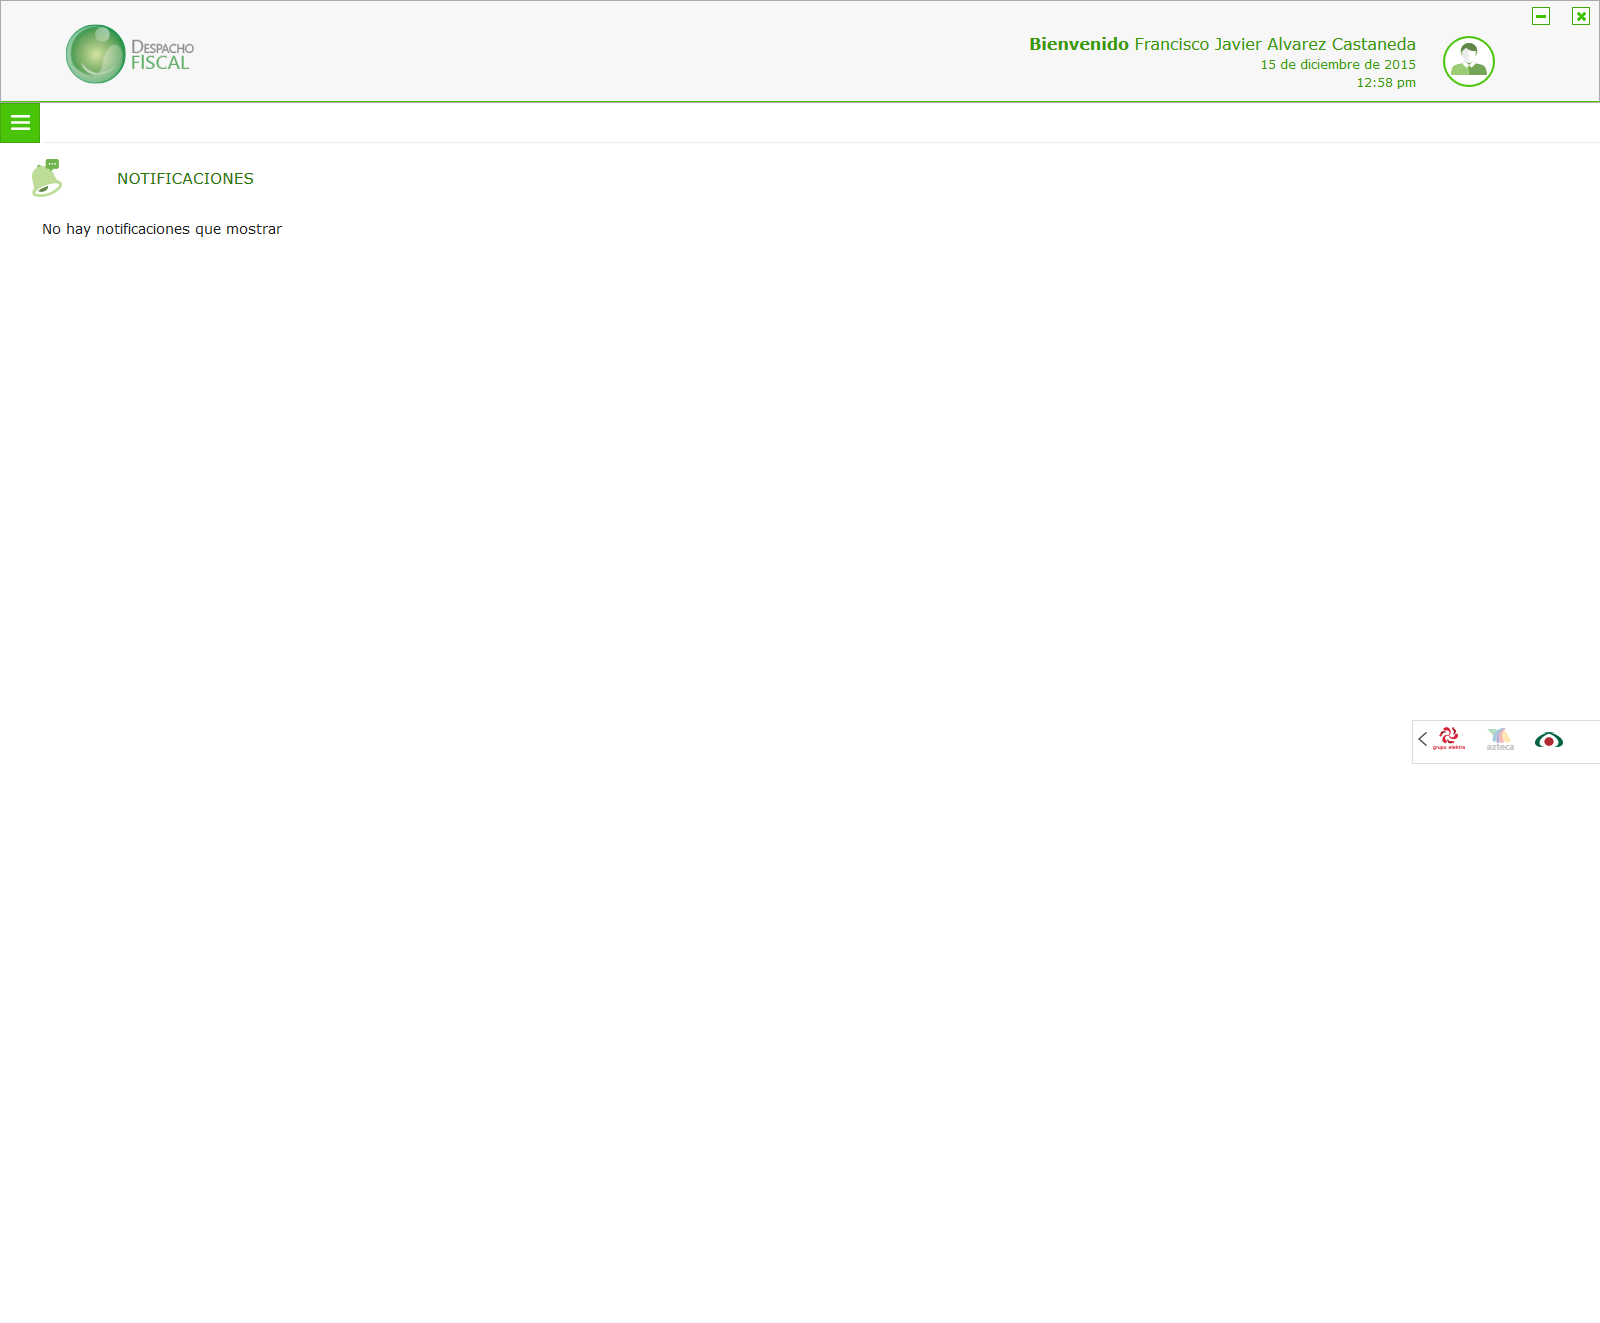 DESPACHO
FISCAL
Bienvenido Francisco Javier Alvarez Castaneda
15 de diciembre de 2015
12:58 pm
NOTIFICACIONES
No hay notificaciones que mostrar
grupo elektra
azteca